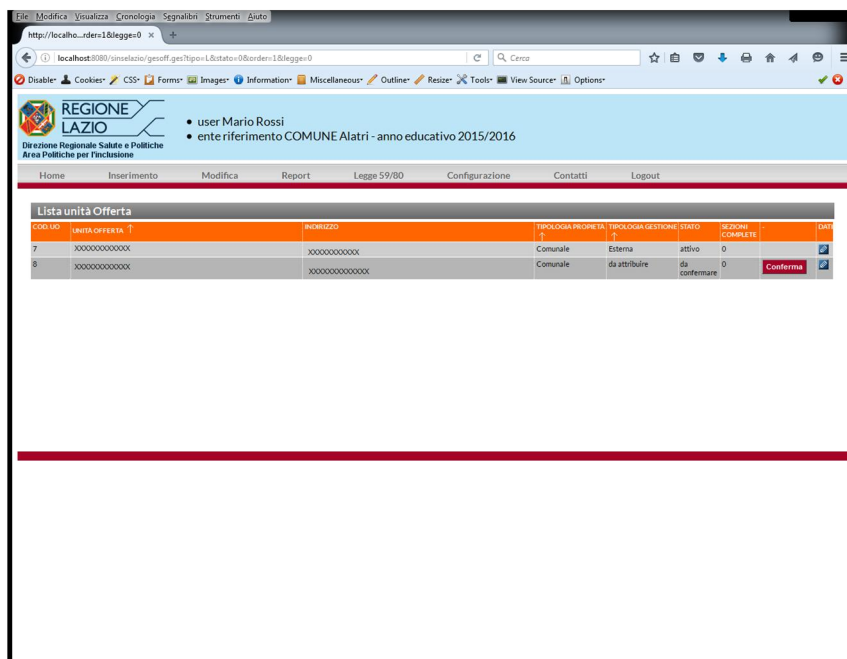 File Modifica Visualizza Cronologia Segnalibri Strumenti Aiuto
http://localho...rder=1&legge=0 × +
localhost:8080/sinselazio/gesoff.ges?tipo=L&stato=0&order=1&legge=0
Cerca
Disable Cookies CSS Forms Images Information Miscellaneous Outline Resize Tools View Source Options
REGIONE
LAZIO
Direzione Regionale Salute e Politiche
Area Politiche per l'inclusione
• user Mario Rossi
• ente riferimento COMUNE Alatri - anno educativo 2015/2016
Home Inserimento Modifica Report Legge 59/80 Configurazione Contatti Logout
Lista unità Offerta
COD. UO UNITA OFFERTA ↑ INDIRIZZO TIPOLOGIA PROPIETÀ ↑ TIPOLOGIA GESTIONE ↑ STATO SEZIONI COMPLETE - DATI
7 XXXXXXXXXXXX XXXXXXXXXXX Comunale Esterna attivo 0
8 XXXXXXXXXXXX XXXXXXXXXXXXX Comunale da attribuire da confermare 0 Conferma